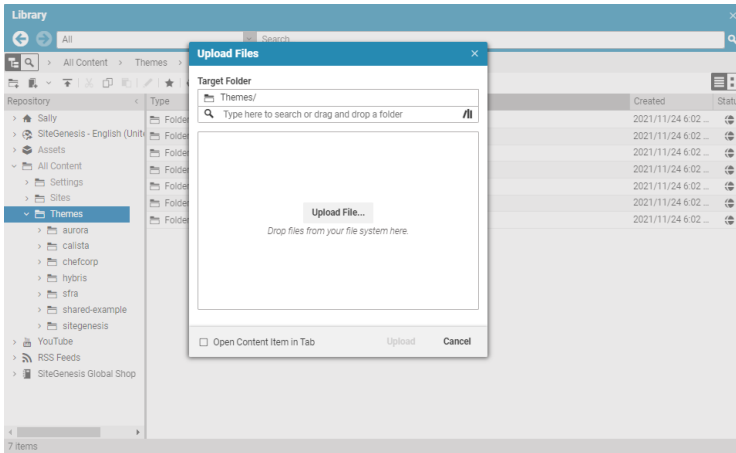 Library
All
Search
Upload Files
All Content > Themes >
Target Folder
Themes/
Type here to search or drag and drop a folder
Repository
Type
Created
Statu
Sally
SiteGenesis - English (Unite
Assets
All Content
Settings
Sites
Themes
aurora
calista
chefcorp
hybris
sfra
shared-example
sitegenesis
YouTube
RSS Feeds
SiteGenesis Global Shop
Folder
Folder
Folder
Folder
Folder
Folder
Folder
2021/11/24 6:02 ...
2021/11/24 6:02 ...
2021/11/24 6:02 ...
2021/11/24 6:02 ...
2021/11/24 6:02 ...
2021/11/24 6:02 ...
2021/11/24 6:02 ...
Upload File...
Drop files from your file system here.
Open Content Item in Tab
Upload
Cancel
7 items